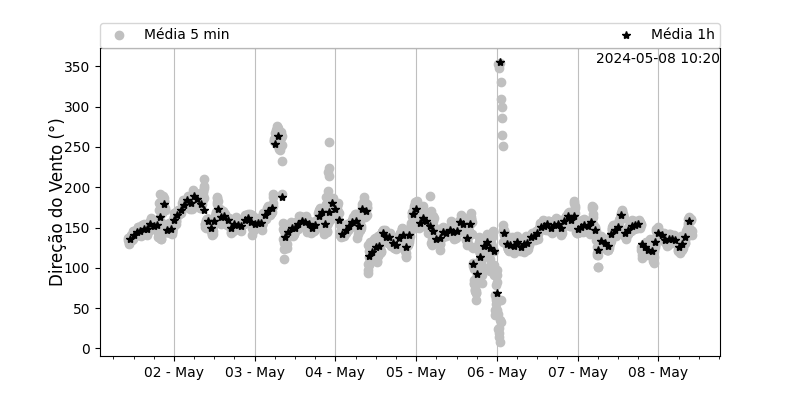 Média 5 min
Média 1h
2024-05-08 10:20
Direção do Vento (°)
350
300
250
200
150
100
50
0
02 - May
03 - May
04 - May
05 - May
06 - May
07 - May
08 - May